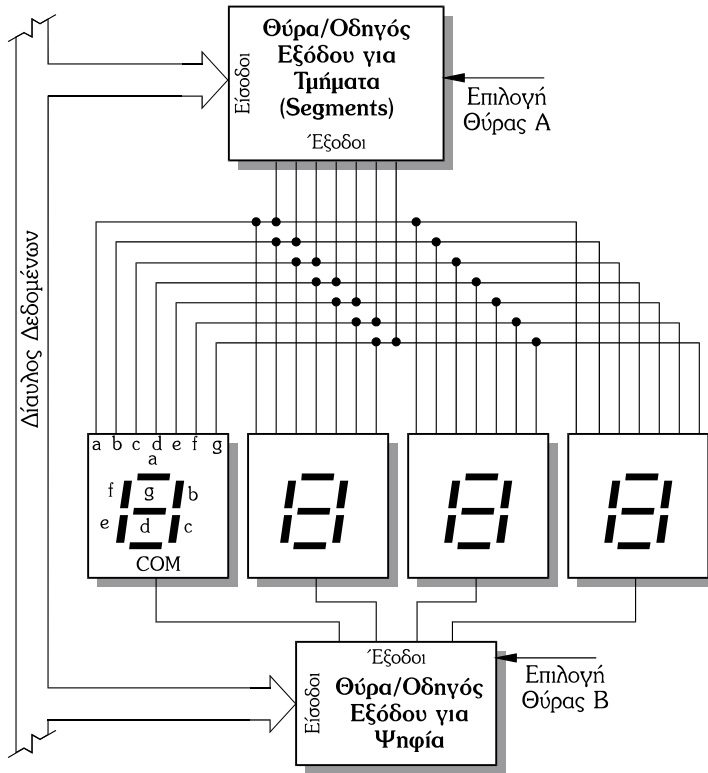 Θύρα/Οδηγός
Εξόδου για
Τμήματα
(Segments)
Είσοδοι
Έξοδοι
Επιλογή
Θύρας Α
Δίαυλος Δεδομένων
a b c d e f g
a
f g b
e d c
COM
Έξοδοι
Είσοδοι
Θύρα/Οδηγός
Εξόδου για
Ψηφία
Επιλογή
Θύρας Β